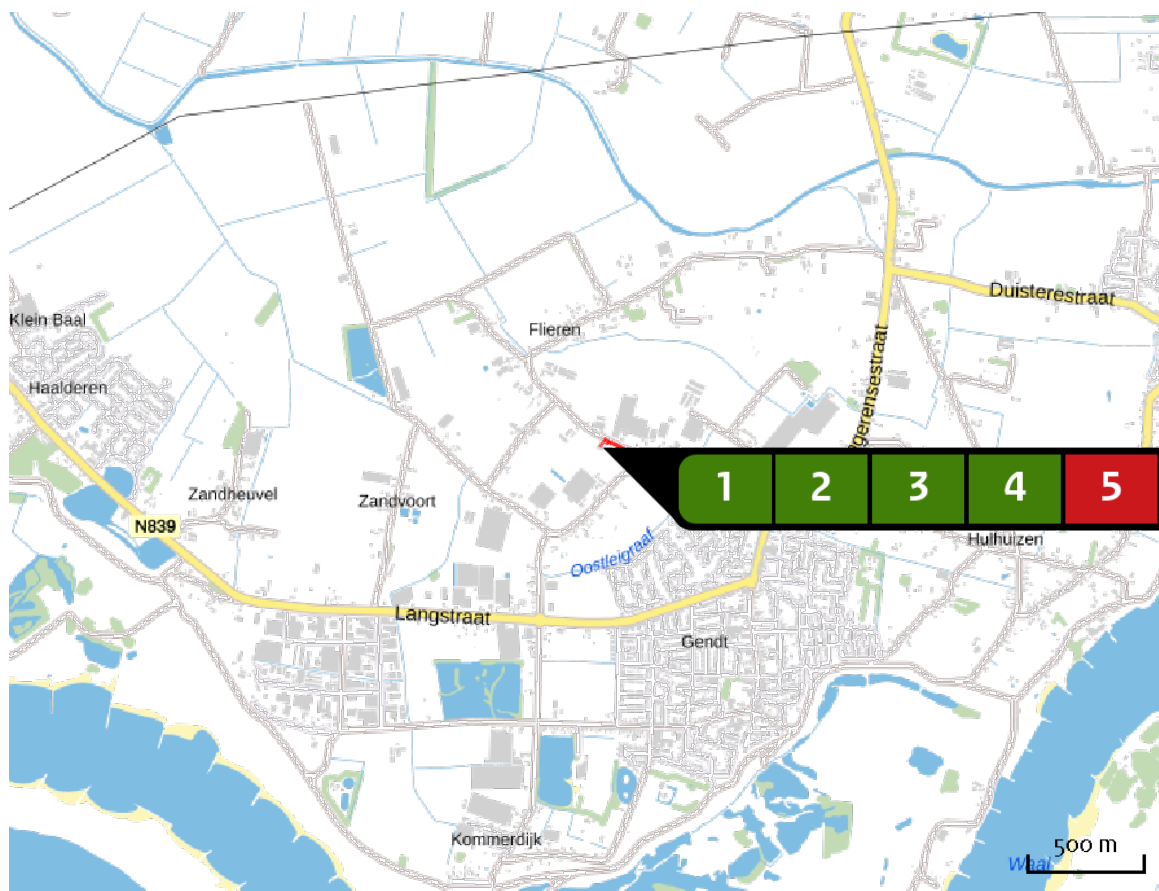 Duisterestraat
Klein Baal
Flieren
Haalderen
1 2 3 4 5
Zandheuvel
Zandvoort
N839
Hulhuizen
Oostleigraaf
Langstraat
Gendt
Kommerdijk
500 m
Waal